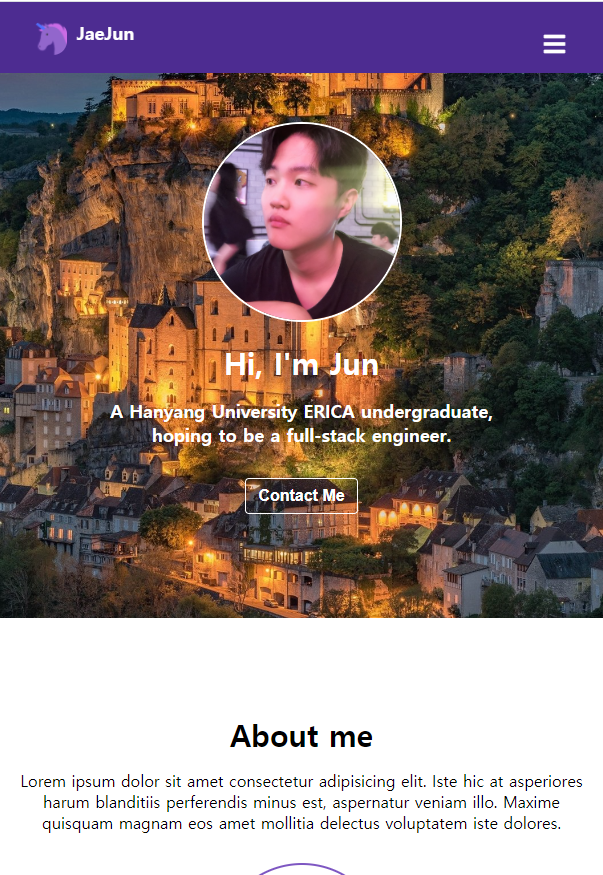 JaeJun
Hi, I'm Jun
A Hanyang University ERICA undergraduate,
hoping to be a full-stack engineer.
Contact Me
About me
Lorem ipsum dolor sit amet consectetur adipisicing elit. Iste hic at asperiores
harum blanditiis perferendis minus est, aspernatur veniam illo. Maxime
quisquam magnam eos amet mollitia delectus voluptatem iste dolores.